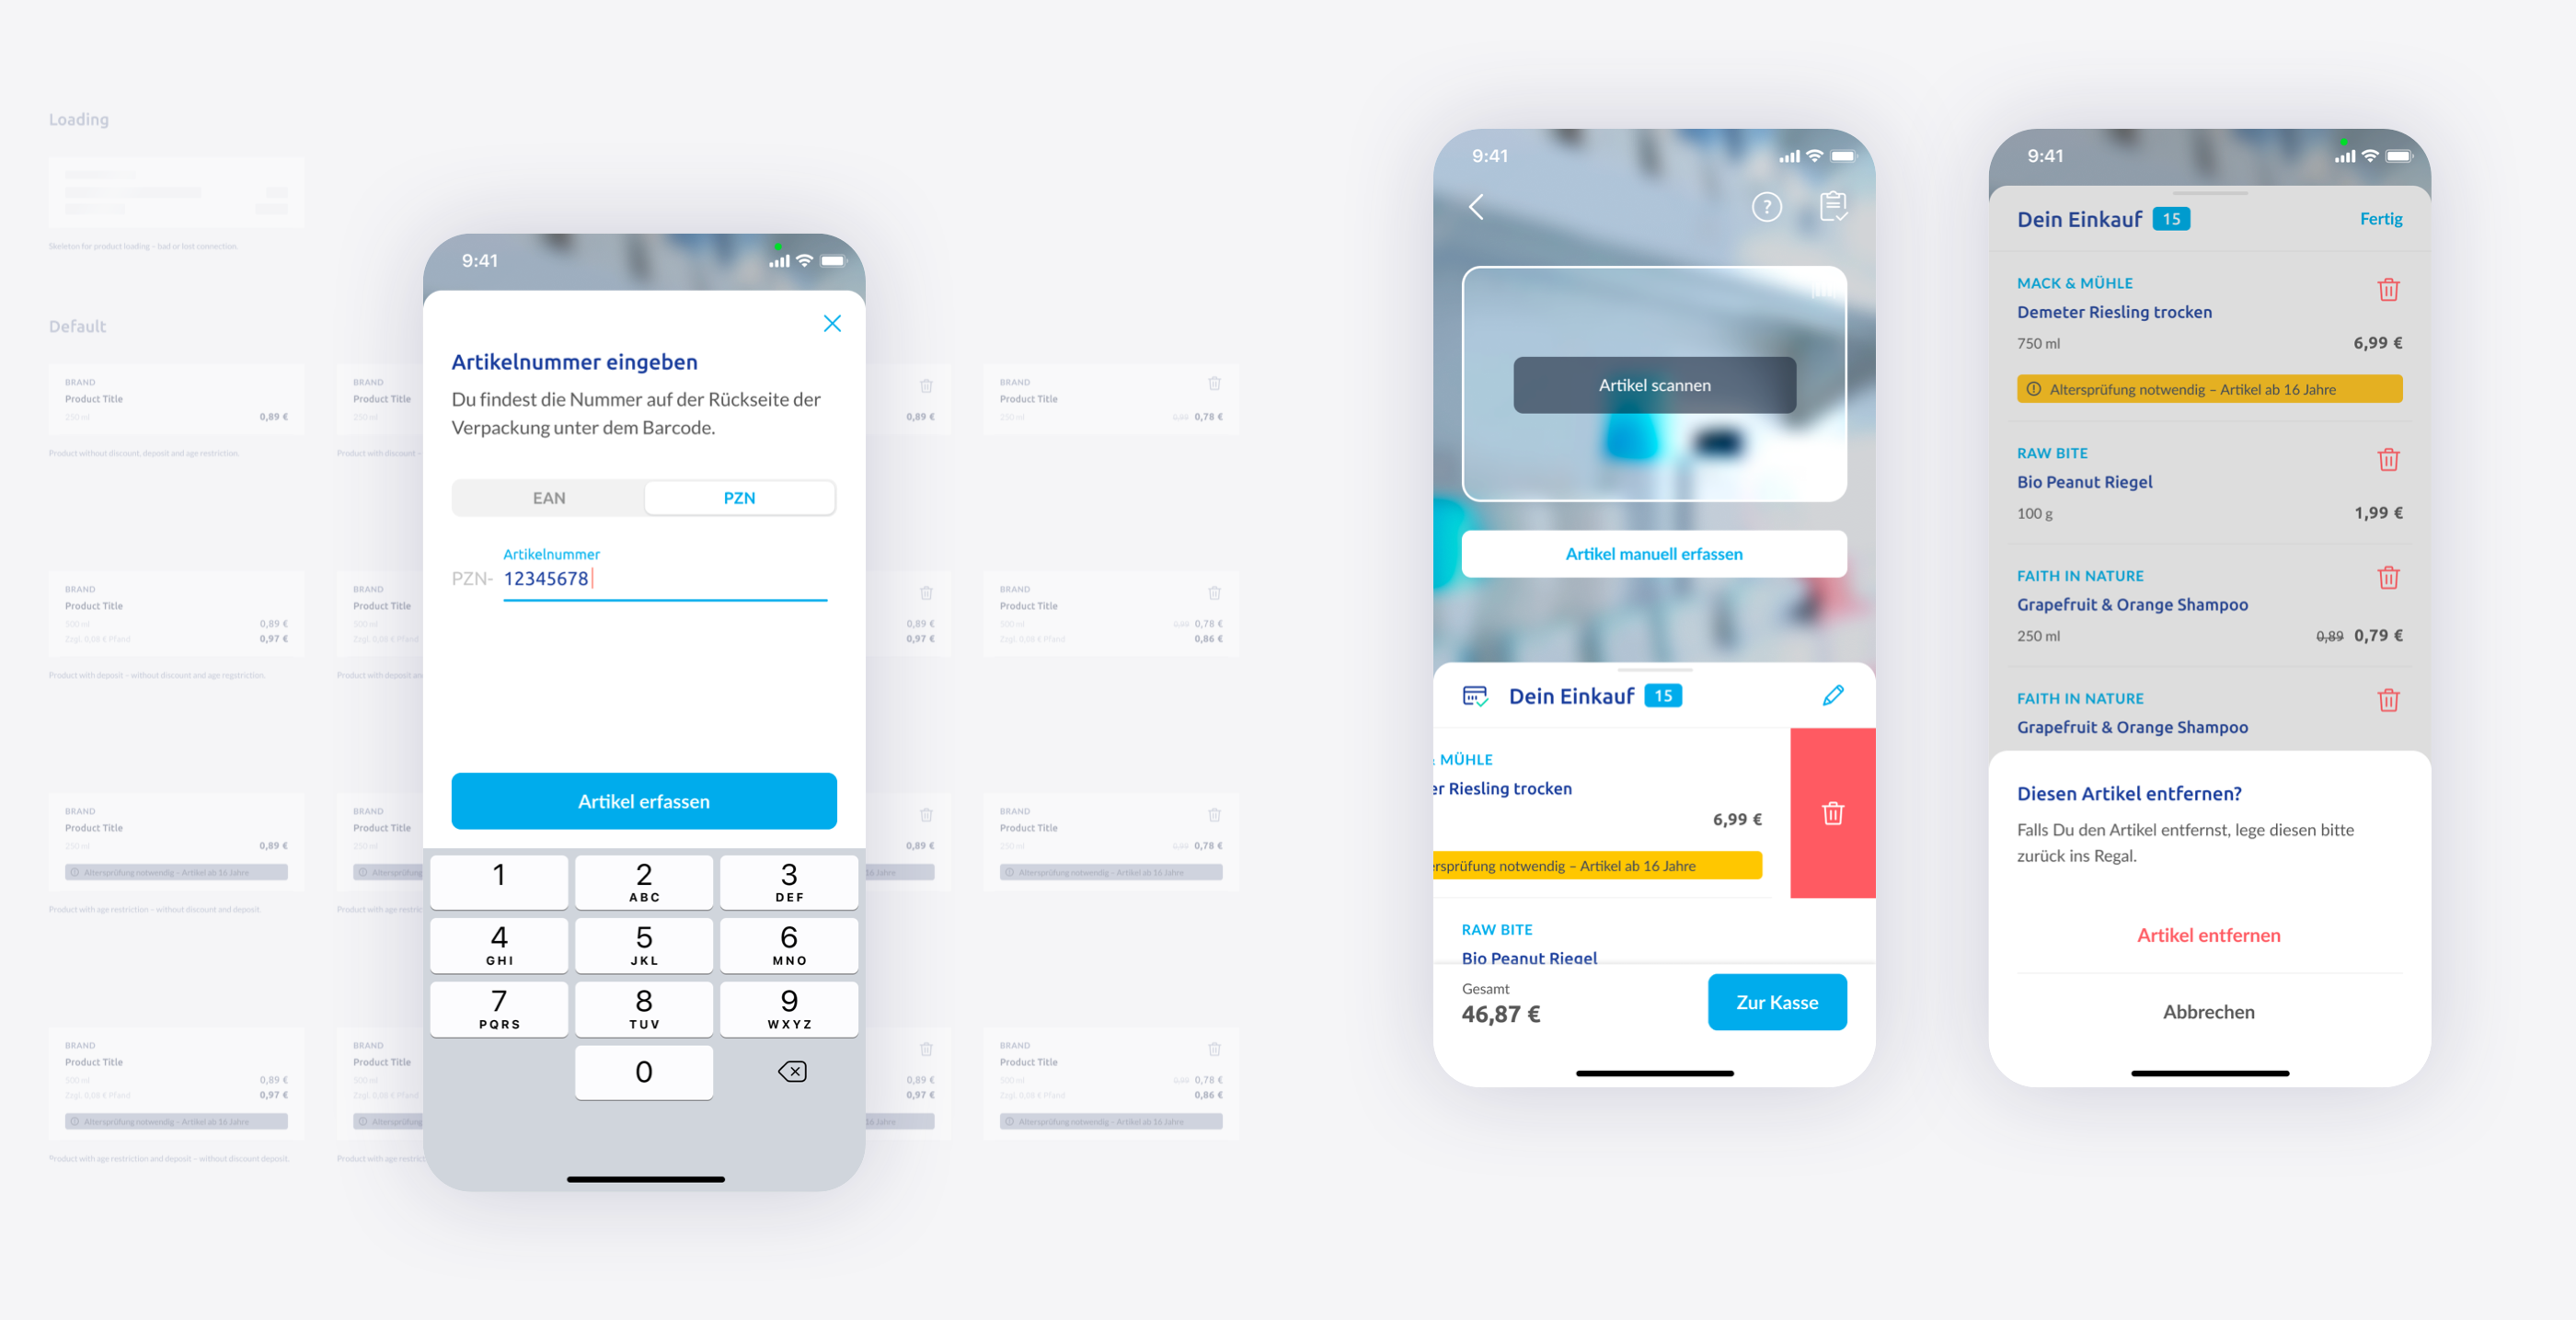 Loading
Skeleton for product loading – bad or lost connection.
Default
BRAND
Product Title
250 ml
0,89 €
Product without discount, deposit and age restriction.
BRAND
Product Title
250 ml
Product with discount –
0,89 €
BRAND
Product Title
250 ml
0,99 0,78 €
BRAND
Product Title
500 ml
0,89 €
Zzgl. 0,08 € Pfand
0,97 €
Product with deposit – without discount and age regstriction.
BRAND
Product Title
500 ml
Zzgl. 0,08 € Pfand
Product with deposit an
0,89 €
0,97 €
BRAND
Product Title
500 ml
0,99 0,78 €
Zzgl. 0,08 € Pfand
0,86 €
BRAND
Product Title
250 ml
0,89 €
Altersprüfung notwendig – Artikel ab 16 Jahre
Product with age restriction – without discount and deposit.
BRAND
Product Title
250 ml
Altersprüfung
Product with age restric
0,89 €
16 Jahre
BRAND
Product Title
250 ml
0,99 0,78 €
Altersprüfung notwendig – Artikel ab 16 Jahre
BRAND
Product Title
500 ml
0,89 €
Zzgl. 0,08 € Pfand
0,97 €
Altersprüfung notwendig – Artikel ab 16 Jahre
Product with age restriction and deposit – without discount deposit.
BRAND
Product Title
500 ml
Zzgl. 0,08 € Pfand
Altersprüfung
Product with age restrict
0,89 €
0,97 €
16 Jahre
BRAND
Product Title
500 ml
0,99 0,78 €
Zzgl. 0,08 € Pfand
0,86 €
Altersprüfung notwendig – Artikel ab 16 Jahre
9:41
Artikelnummer eingeben
Du findest die Nummer auf der Rückseite der
Verpackung unter dem Barcode.
EAN
PZN
Artikelnummer
PZN- 12345678
Artikel erfassen
1
2
ABC
3
DEF
4
GHI
5
JKL
6
MNO
7
PQRS
8
TUV
9
WXYZ
0
9:41
?
Artikel scannen
Artikel manuell erfassen
Dein Einkauf 15
& MÜHLE
er Riesling trocken
6,99 €
ersprüfung notwendig – Artikel ab 16 Jahre
RAW BITE
Bio Peanut Riegel
Gesamt
46,87 €
Zur Kasse
9:41
Dein Einkauf 15
Fertig
MACK & MÜHLE
Demeter Riesling trocken
750 ml
6,99 €
Altersprüfung notwendig – Artikel ab 16 Jahre
RAW BITE
Bio Peanut Riegel
100 g
1,99 €
FAITH IN NATURE
Grapefruit & Orange Shampoo
250 ml
0,89 0,79 €
FAITH IN NATURE
Grapefruit & Orange Shampoo
Diesen Artikel entfernen?
Falls Du den Artikel entfernst, lege diesen bitte
zurück ins Regal.
Artikel entfernen
Abbrechen